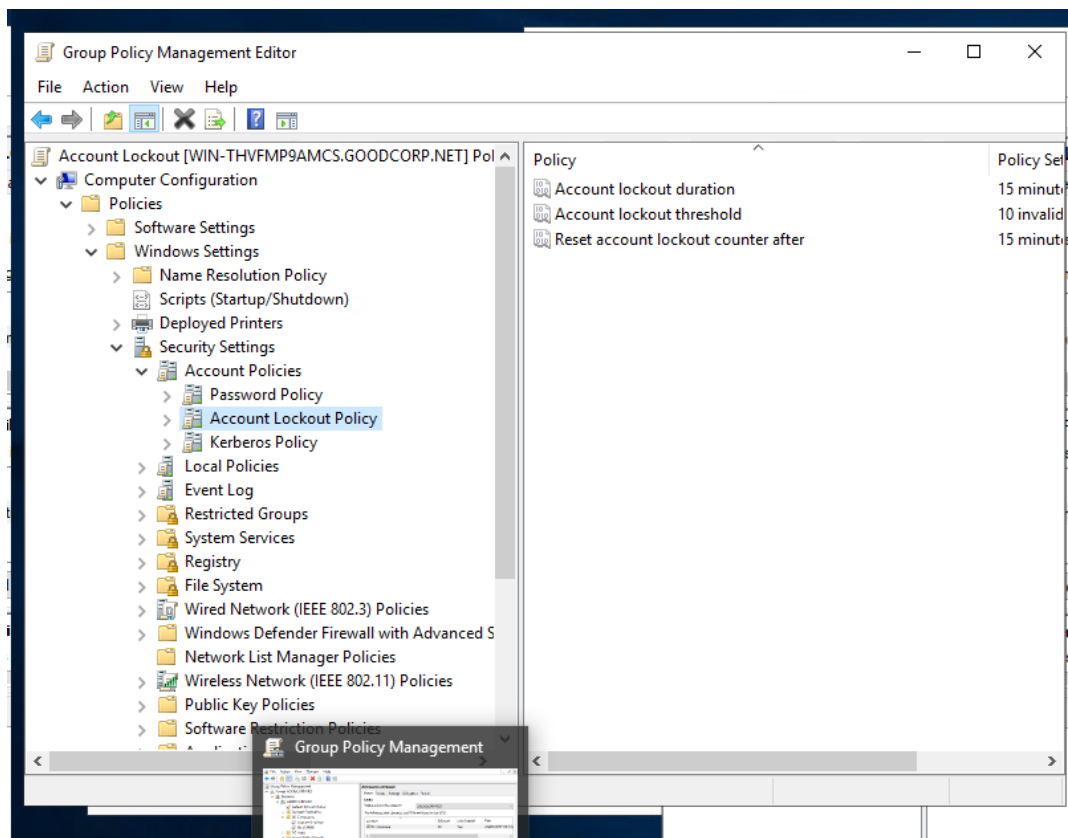 Group Policy Management Editor
File Action View Help
Account Lockout [WIN-THVFMP9AMCS.GOODCORP.NET] Pol
Computer Configuration
Policies
Software Settings
Windows Settings
Name Resolution Policy
Scripts (Startup/Shutdown)
Deployed Printers
Security Settings
Account Policies
Password Policy
Account Lockout Policy
Kerberos Policy
Local Policies
Event Log
Restricted Groups
System Services
Registry
File System
Wired Network (IEEE 802.3) Policies
Windows Defender Firewall with Advanced S
Network List Manager Policies
Wireless Network (IEEE 802.11) Policies
Public Key Policies
Software Restriction Policies
Policy Policy Set
Account lockout duration 15 minute
Account lockout threshold 10 invalid
Reset account lockout counter after 15 minute
Group Policy Management